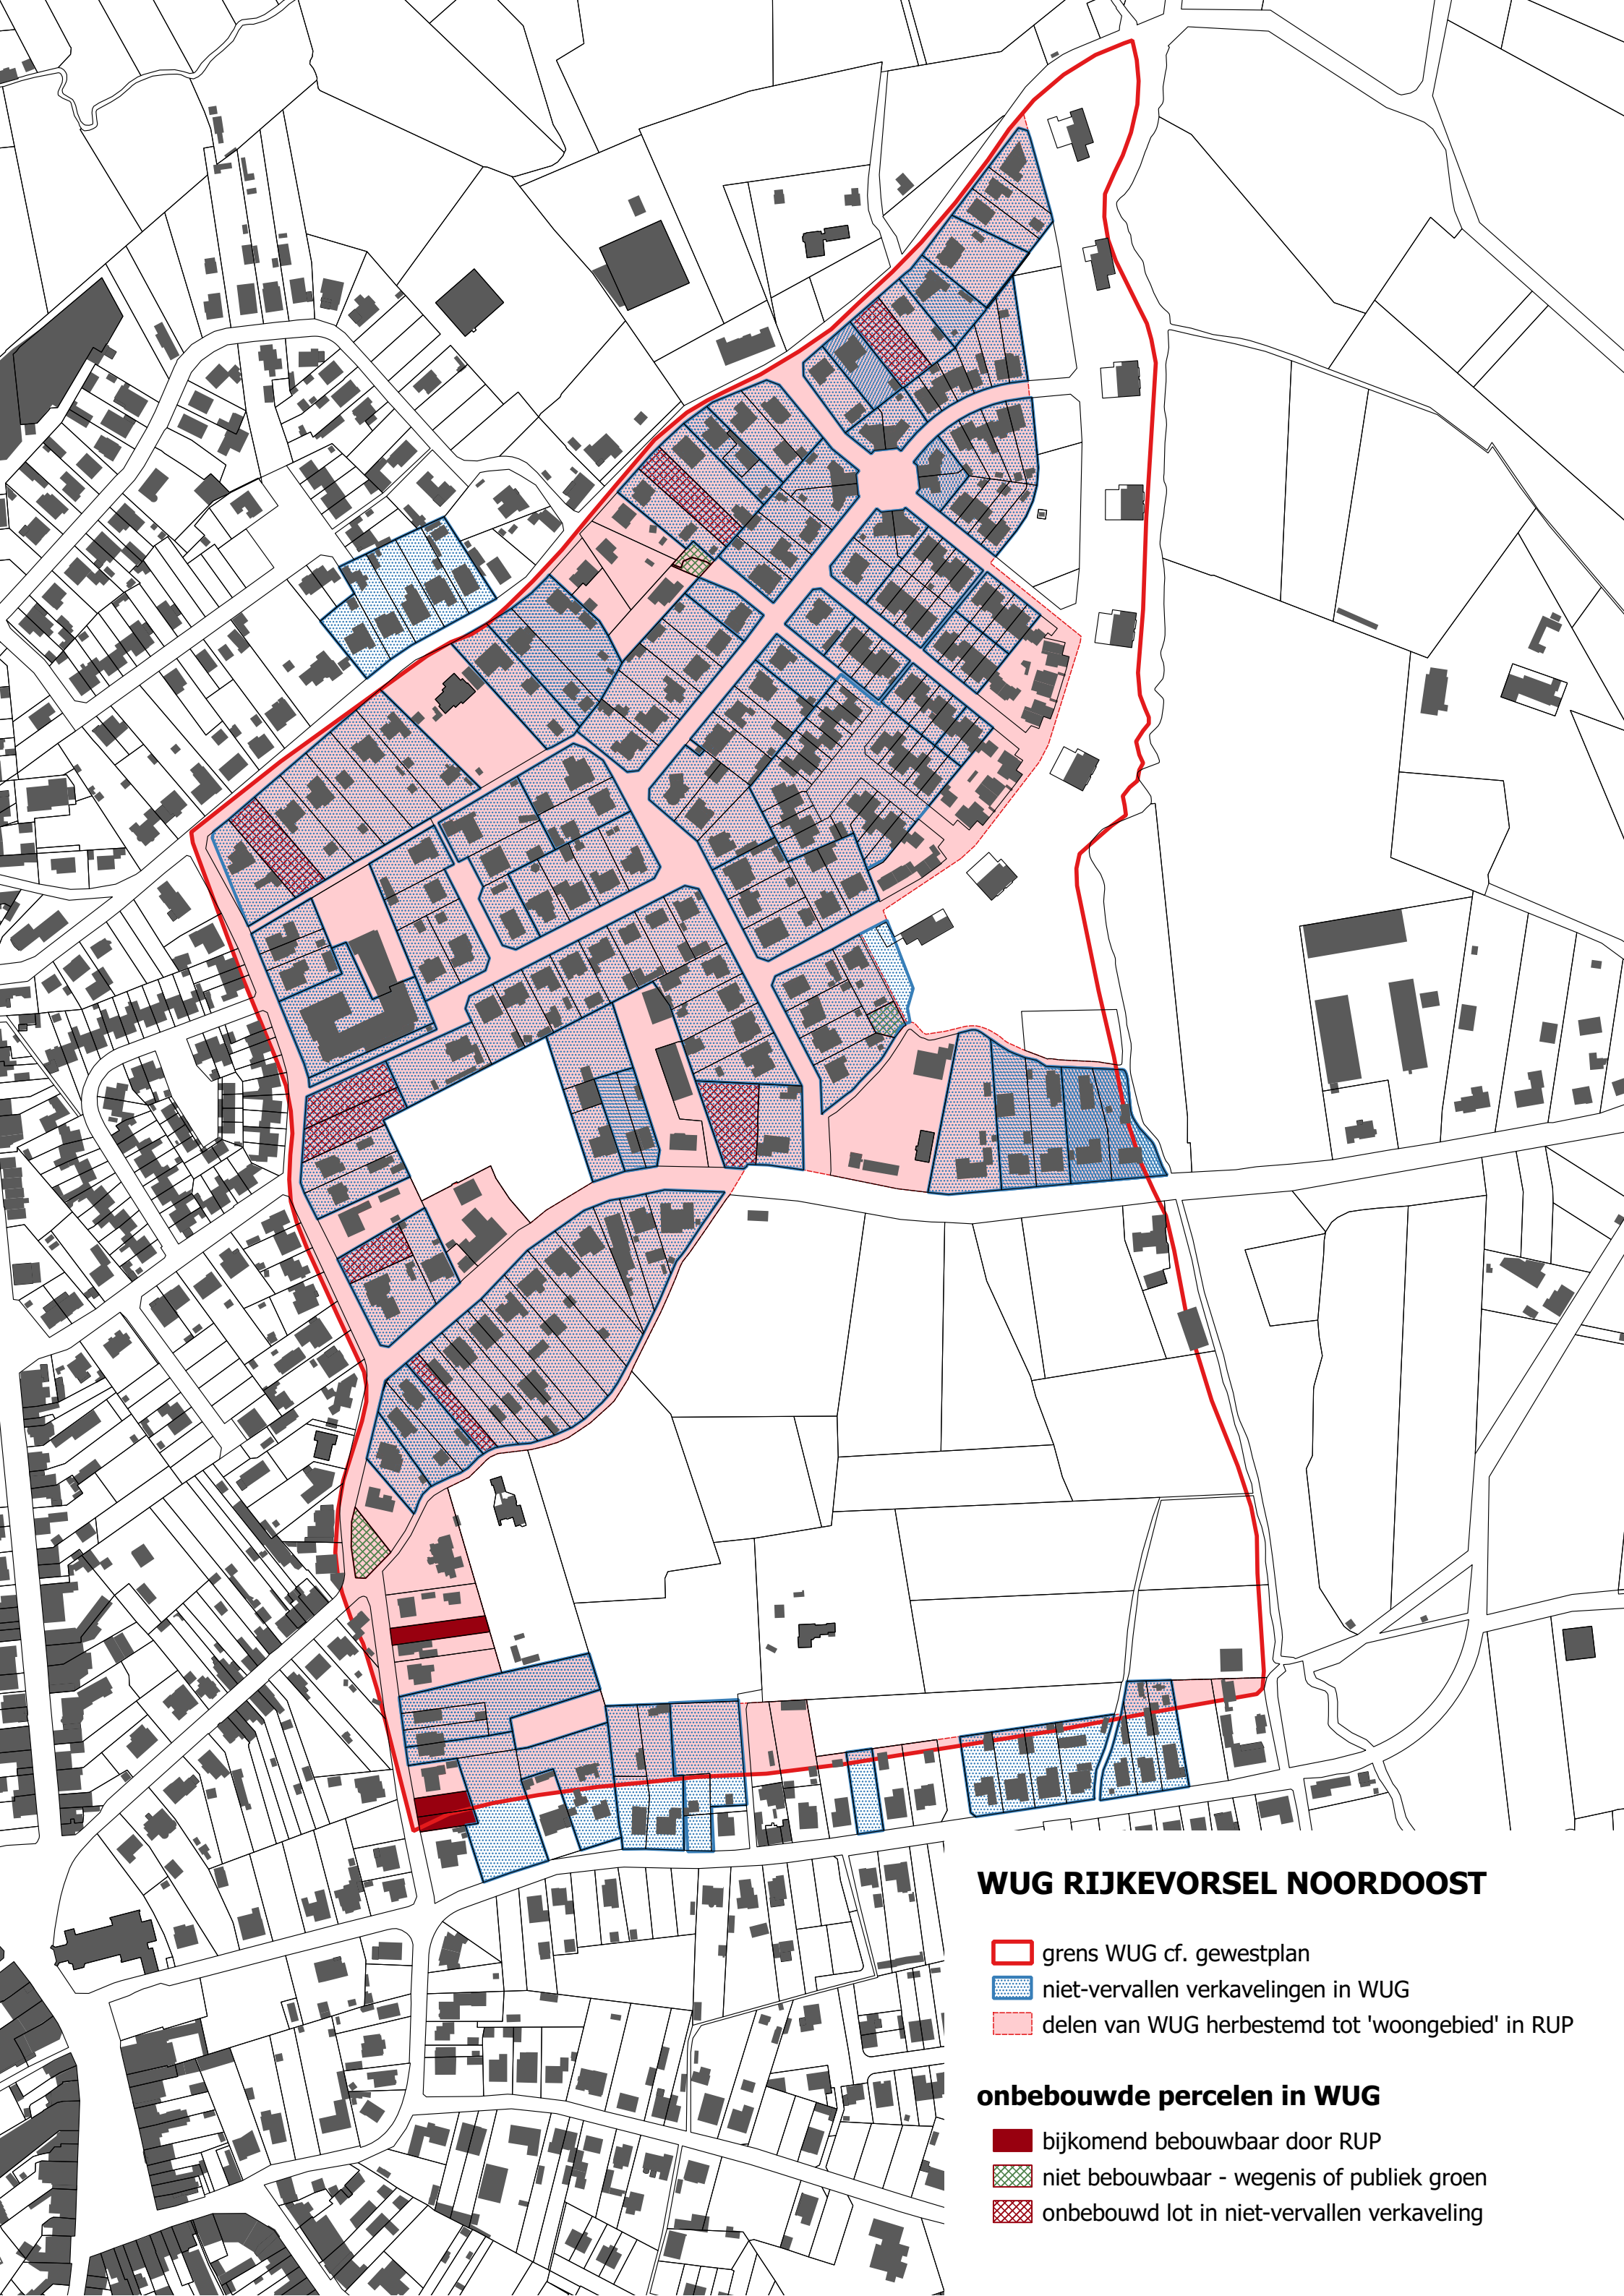 WUG RIJKEVORSEL NOORDOOST
grens WUG cf. gewestplan
niet-vervallen verkavelingen in WUG
delen van WUG herbestemd tot 'woongebied' in RUP
onbebouwde percelen in WUG
bijkomend bebouwbaar door RUP
niet bebouwbaar - wegenis of publiek groen
onbebouwd lot in niet-vervallen verkaveling